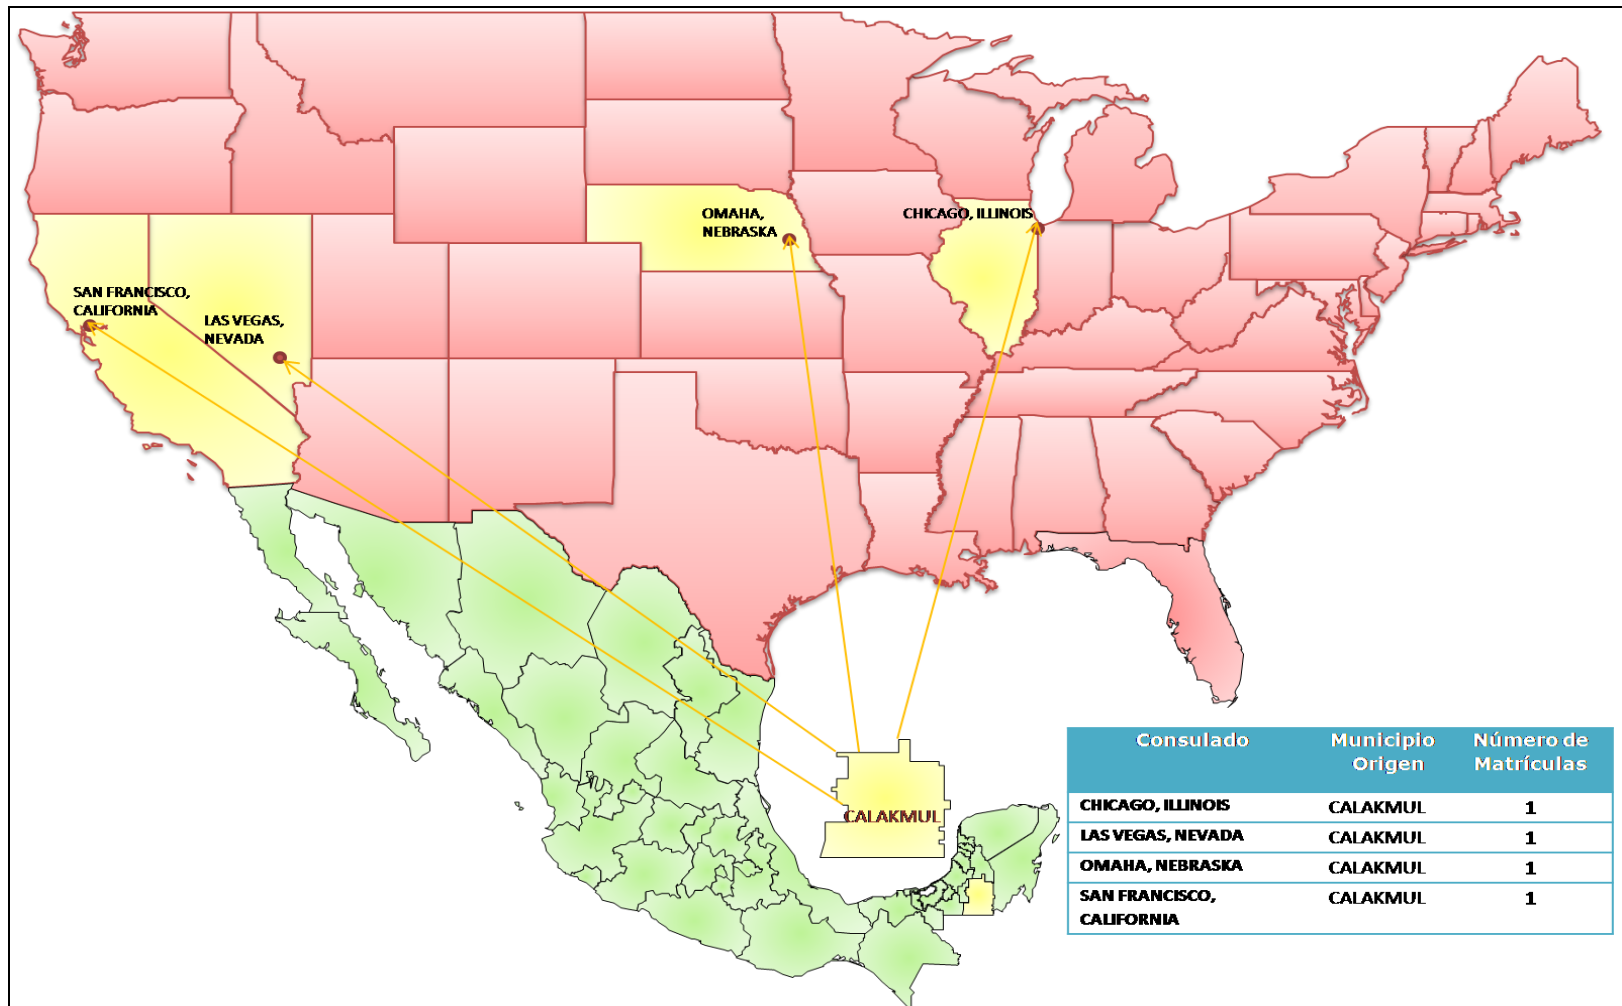 OMAHA,
NEBRASKA
CHICAGO, ILLINOIS
SAN FRANCISCO,
CALIFORNIA
LAS VEGAS,
NEVADA
CALAKMUL
Consulado Municipio Origen Número de Matrículas
CHICAGO, ILLINOIS CALAKMUL 1
LAS VEGAS, NEVADA CALAKMUL 1
OMAHA, NEBRASKA CALAKMUL 1
SAN FRANCISCO, CALIFORNIA CALAKMUL 1